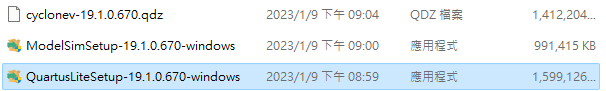 cyclonev-19.1.0.670.qdz 2023/1/9 下午 09:04 QDZ 檔案 1,412,204...
ModelSimSetup-19.1.0.670-windows 2023/1/9 下午 09:00 應用程式 991,415 KB
QuartusLiteSetup-19.1.0.670-windows 2023/1/9 下午 08:59 應用程式 1,599,126...